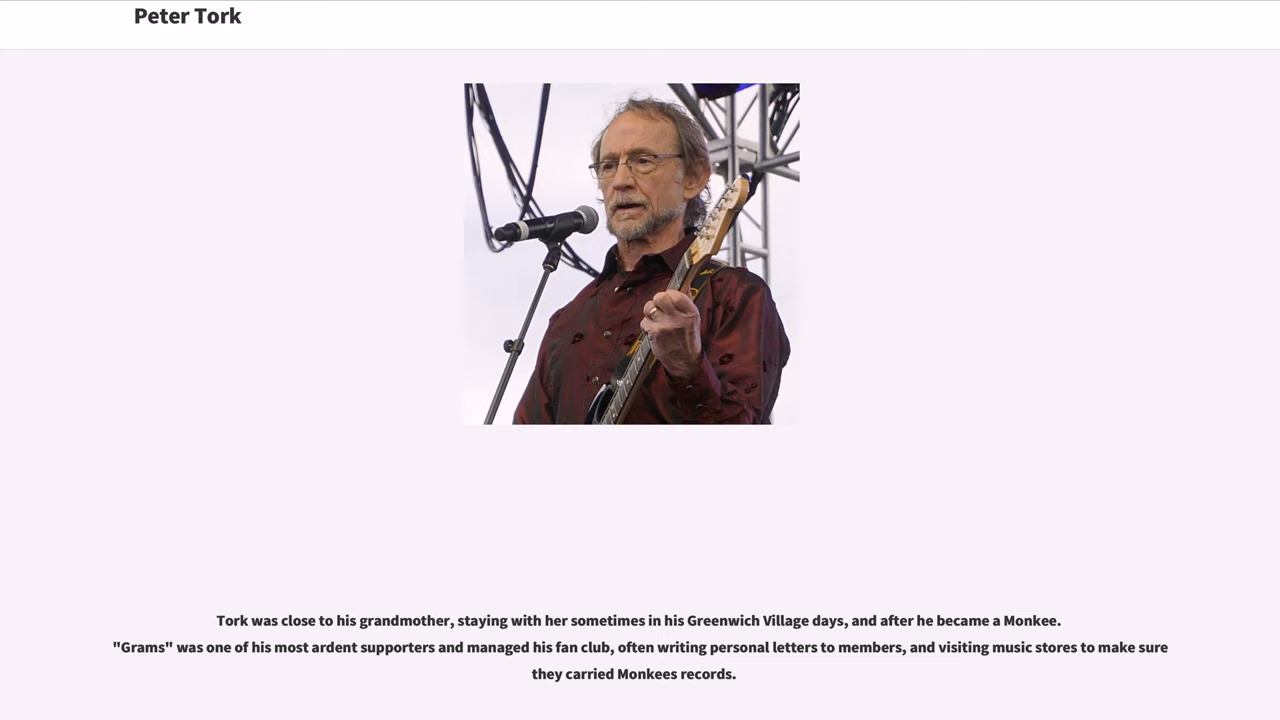 Peter Tork
Tork was close to his grandmother, staying with her sometimes in his Greenwich Village days, and after he became a Monkee.
"Grams" was one of his most ardent supporters and managed his fan club, often writing personal letters to members, and visiting music stores to make sure
they carried Monkees records.